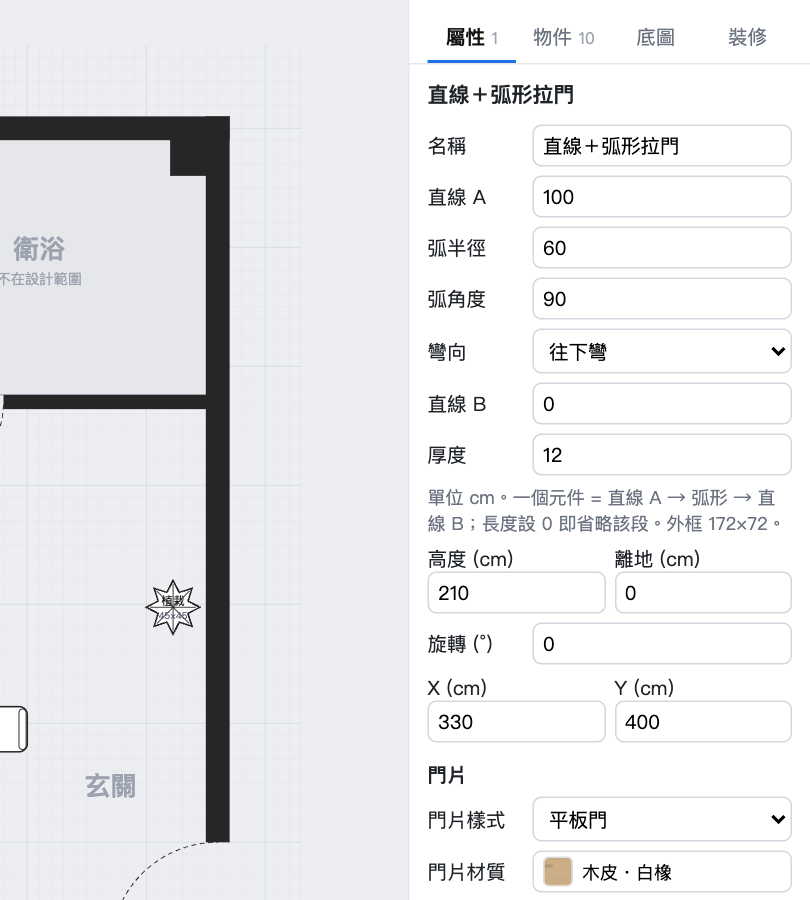 屬性 1
物件 10
底圖
裝修
直線＋弧形拉門
名稱
直線＋弧形拉門
直線 A
100
弧半徑
60
弧角度
90
彎向
往下彎
直線 B
0
厚度
12
單位 cm。一個元件 = 直線 A → 弧形 → 直
線 B；長度設 0 即省略該段。外框 172×72。
高度 (cm)
離地 (cm)
210
0
旋轉 (°)
0
X (cm)
Y (cm)
330
400
門片
門片樣式
平板門
門片材質
木皮・白橡
衛浴
不在設計範圍
植栽
45×45
玄關